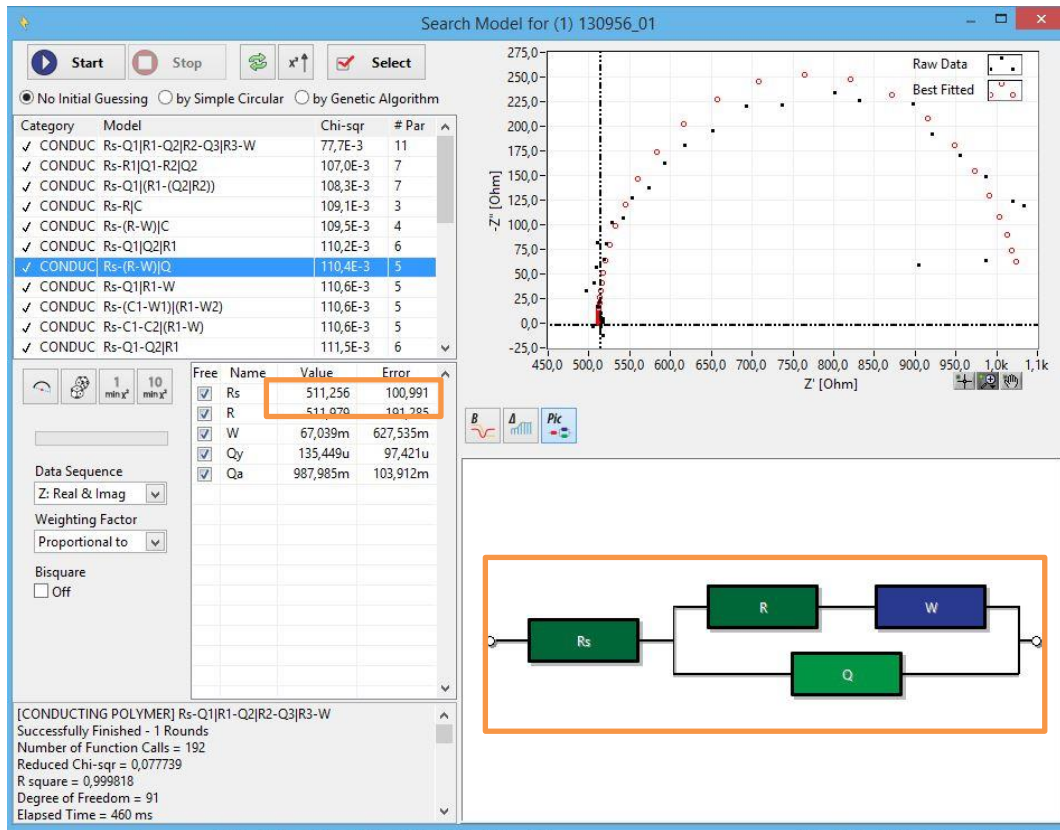 Search Model for (1) 130956_01
Start Stop x² Select
No Initial Guessing by Simple Circular by Genetic Algorithm
Category Model Chi-sqr # Par
✓ CONDUC Rs-Q1|R1-Q2|R2-Q3|R3-W 77,7E-3 11
✓ CONDUC Rs-R1|Q1-R2|Q2 107,0E-3 7
✓ CONDUC Rs-Q1|(R1-(Q2|R2)) 108,3E-3 7
✓ CONDUC Rs-R|C 109,1E-3 3
✓ CONDUC Rs-(R-W)|C 109,5E-3 4
✓ CONDUC Rs-Q1|Q2|R1 110,2E-3 6
✓ CONDUC Rs-(R-W)|Q 110,4E-3 5
✓ CONDUC Rs-Q1|R1-W 110,6E-3 5
✓ CONDUC Rs-(C1-W1)|(R1-W2) 110,6E-3 5
✓ CONDUC Rs-C1-C2|(R1-W) 110,6E-3 5
✓ CONDUC Rs-Q1-Q2|R1 111,5E-3 6
1 min χ² 10 min χ²
Data Sequence
Z: Real & Imag
Weighting Factor
Proportional to
Bisquare
Off
Free Name Value Error
Rs 511,256 100,991
R 511,979 191,285
W 67,039m 627,535m
Qy 135,449u 97,421u
Qa 987,985m 103,912m
[CONDUCTING POLYMER] Rs-Q1|R1-Q2|R2-Q3|R3-W
Successfully Finished - 1 Rounds
Number of Function Calls = 192
Reduced Chi-sqr = 0,077739
R square = 0,999818
Degree of Freedom = 91
Elapsed Time = 460 ms
275,0
250,0
225,0
200,0
175,0
150,0
125,0
100,0
75,0
50,0
25,0
0,0
-25,0
-Z" [Ohm]
Raw Data
Best Fitted
450,0 500,0 550,0 600,0 650,0 700,0 750,0 800,0 850,0 900,0 950,0 1,0k 1,1k
Z' [Ohm]
B Δ Pic
R W
Rs
Q